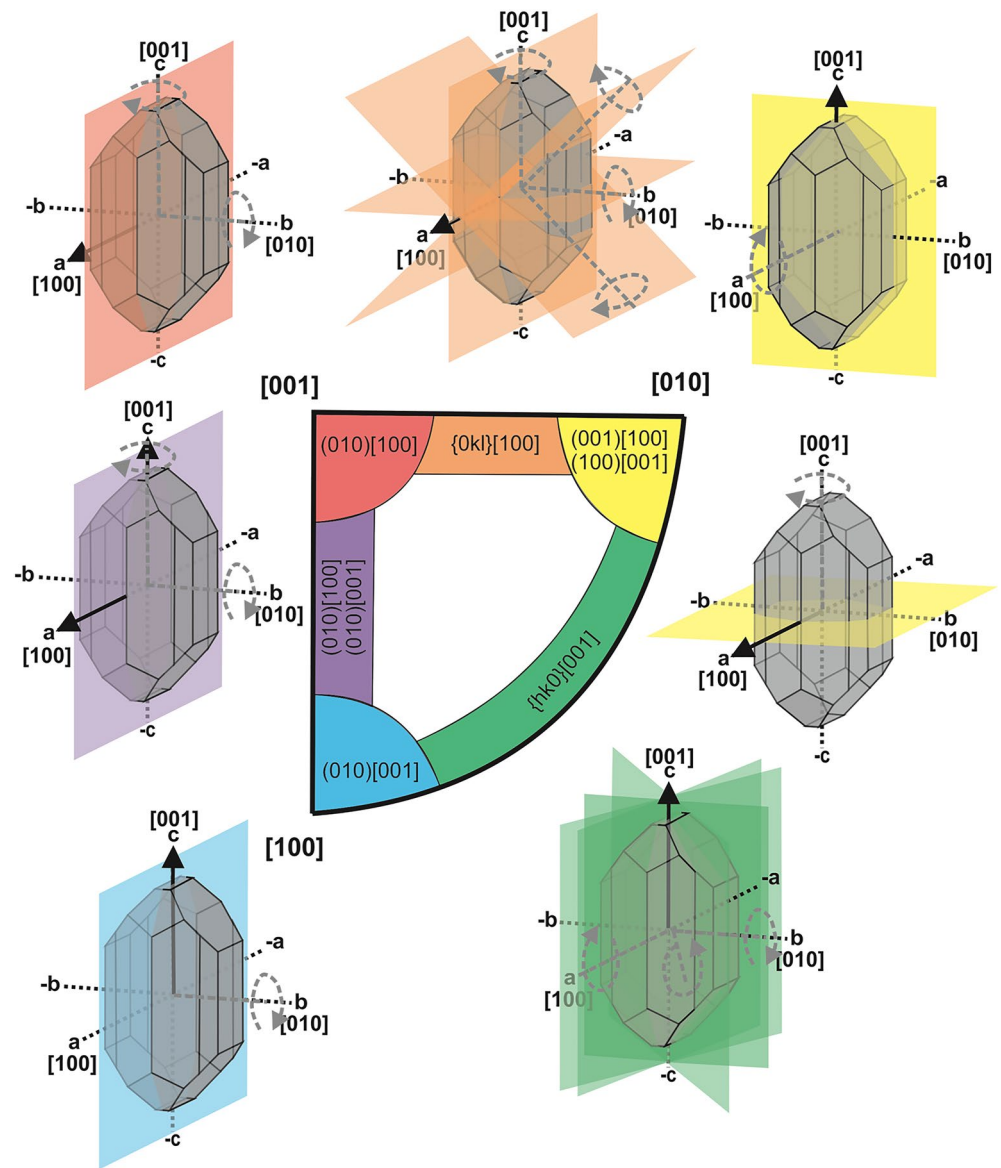 [001]
c
-a
-b
b
[010]
a
[100]
-c
[001]
c
-a
-b
b
[010]
a
[100]
-c
[001]
c
-a
-b
b
[010]
a
[100]
-c
[001]
[010]
[100]
(010)[100]
{0kl}[100]
(001)[100]
(100)[001]
(010)[100]
(010)[001]
{hk0}[001]
(010)[001]
[001]
c
-a
-b
b
[010]
a
[100]
-c
[001]
c
-a
-b
b
[010]
a
[100]
-c
[001]
c
-a
-b
b
[010]
a
[100]
-c
[001]
c
-a
-b
b
[010]
a
[100]
-c